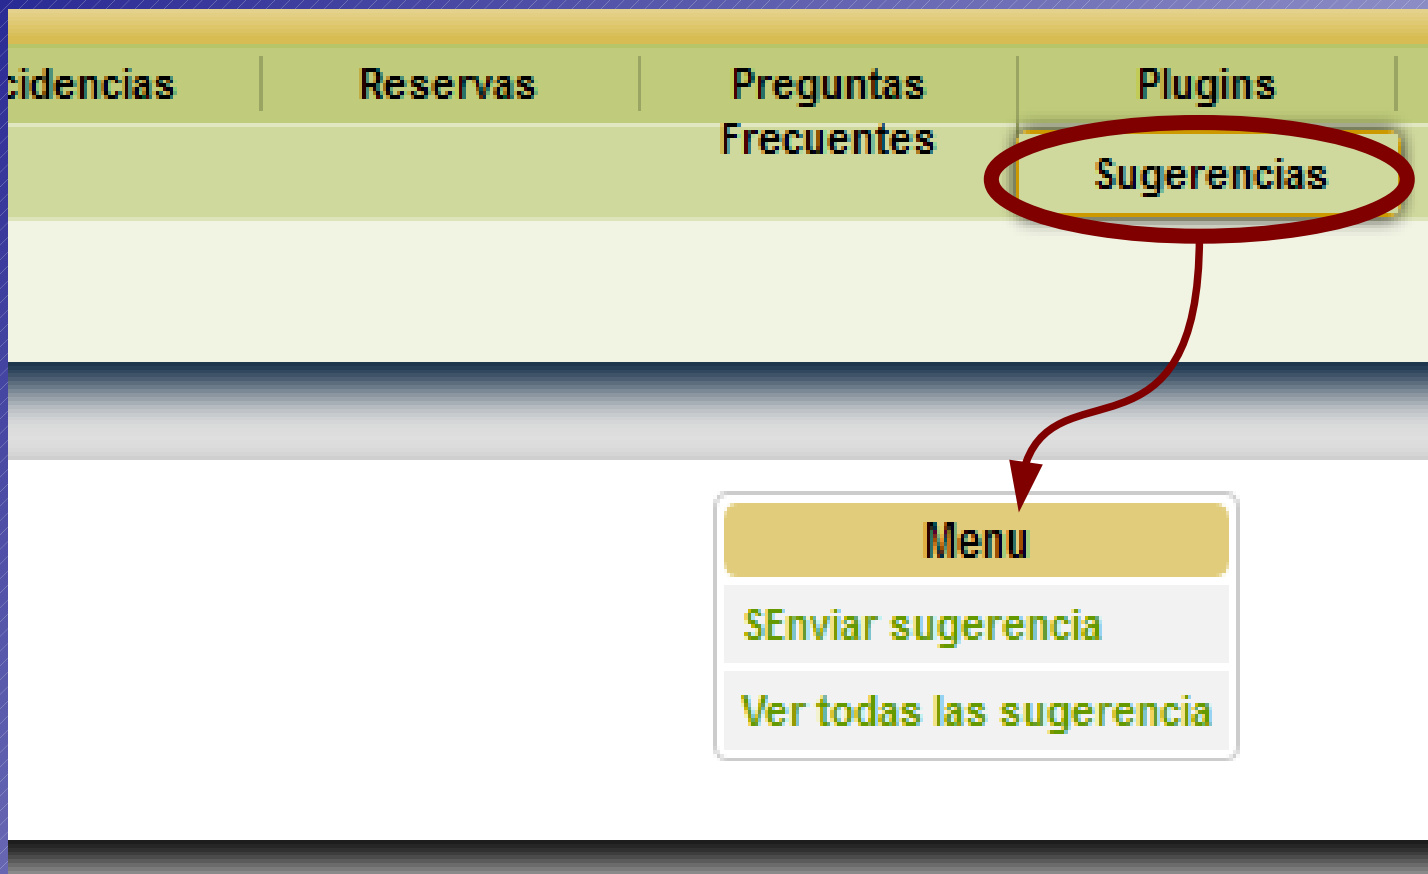 cidencias
Reservas
Preguntas
Frecuentes
Plugins
Sugerencias
Menu
SEnviar sugerencia
Ver todas las sugerencia